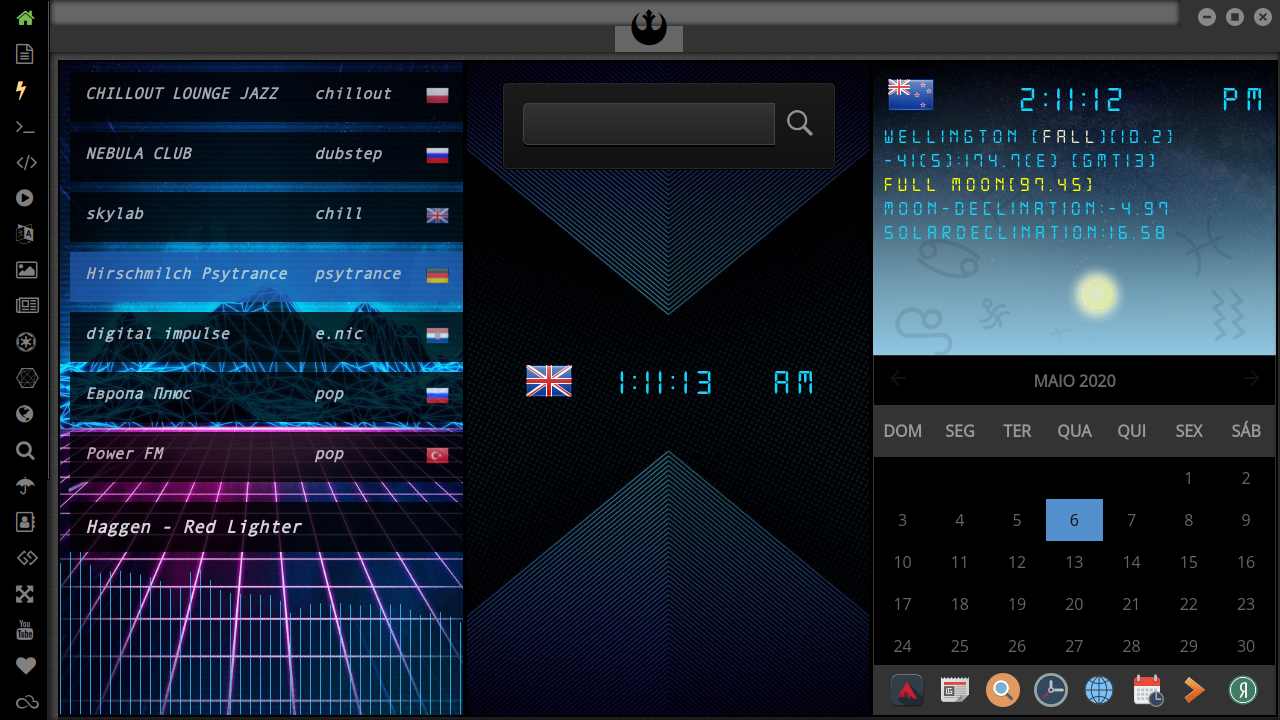 CHILLOUT LOUNGE JAZZ chillout
NEBULA CLUB dubstep
skylab chill
Hirschmilch Psytrance psytrance
digital impulse e.nic
Европа Плюс pop
Power FM pop
Haggen - Red Lighter
1:11:13 AM
2:11:12 PM
WELLINGTON (FALL)(10.2)
-41(S):174.7(E) (GMT13)
FULL MOON(97.45)
MOON-DECLINATION:-4.97
SOLARDECLINATION:16.58
MAIO 2020
DOM SEG TER QUA QUI SEX SÁB
1 2
3 4 5 6 7 8 9
10 11 12 13 14 15 16
17 18 19 20 21 22 23
24 25 26 27 28 29 30
You
Tube
Я